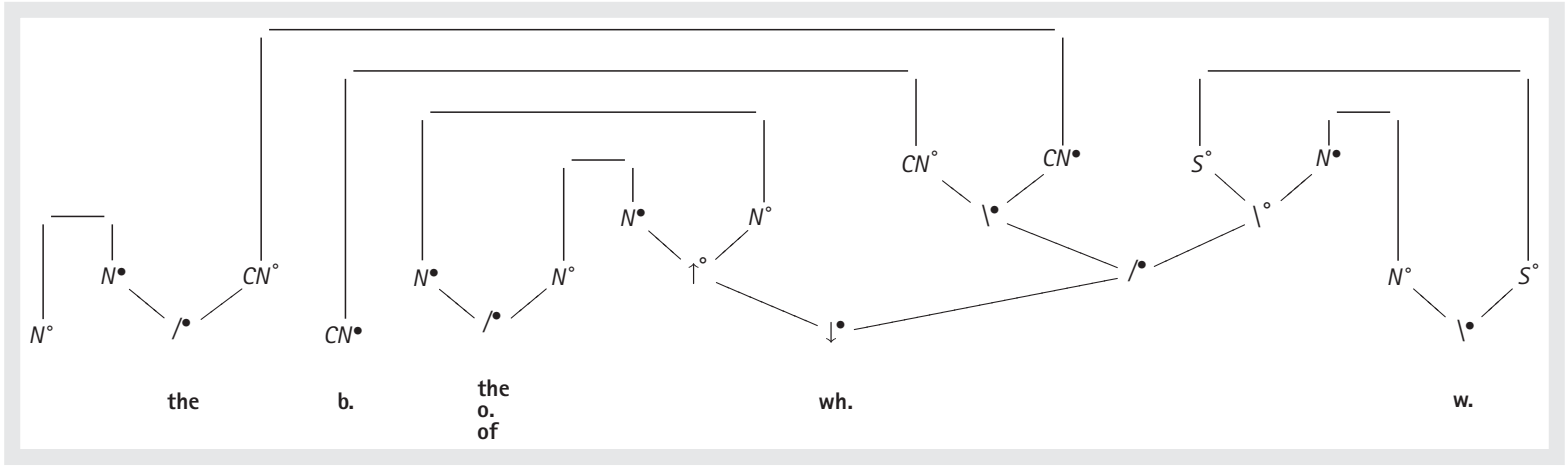 S° N●
CN° CN●
N● N° \● \°
N● CN° N● N° ↑° /● N° S°
N° /● CN● /● ↓● \●
the b. the wh. w.
o.
of